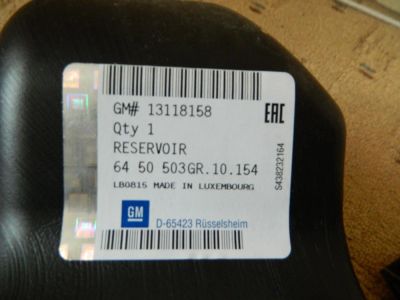 GM# 13118158
Qty 1
RESERVOIR
64 50 503GR.10.154
LB0815 MADE IN LUXEMBOURG
GM
D-65423 Rüsselsheim
EAC
S438232164